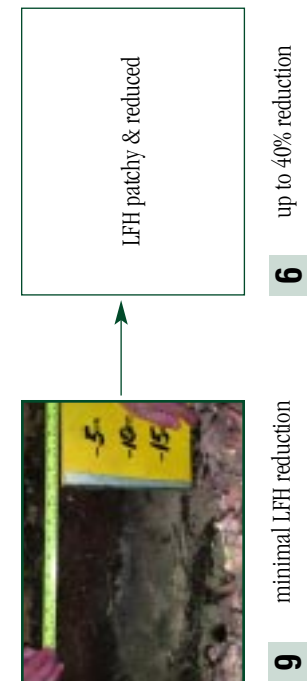 -5-
-10-
-15-
9 minimal LFH reduction
LFH patchy & reduced
6 up to 40% reduction